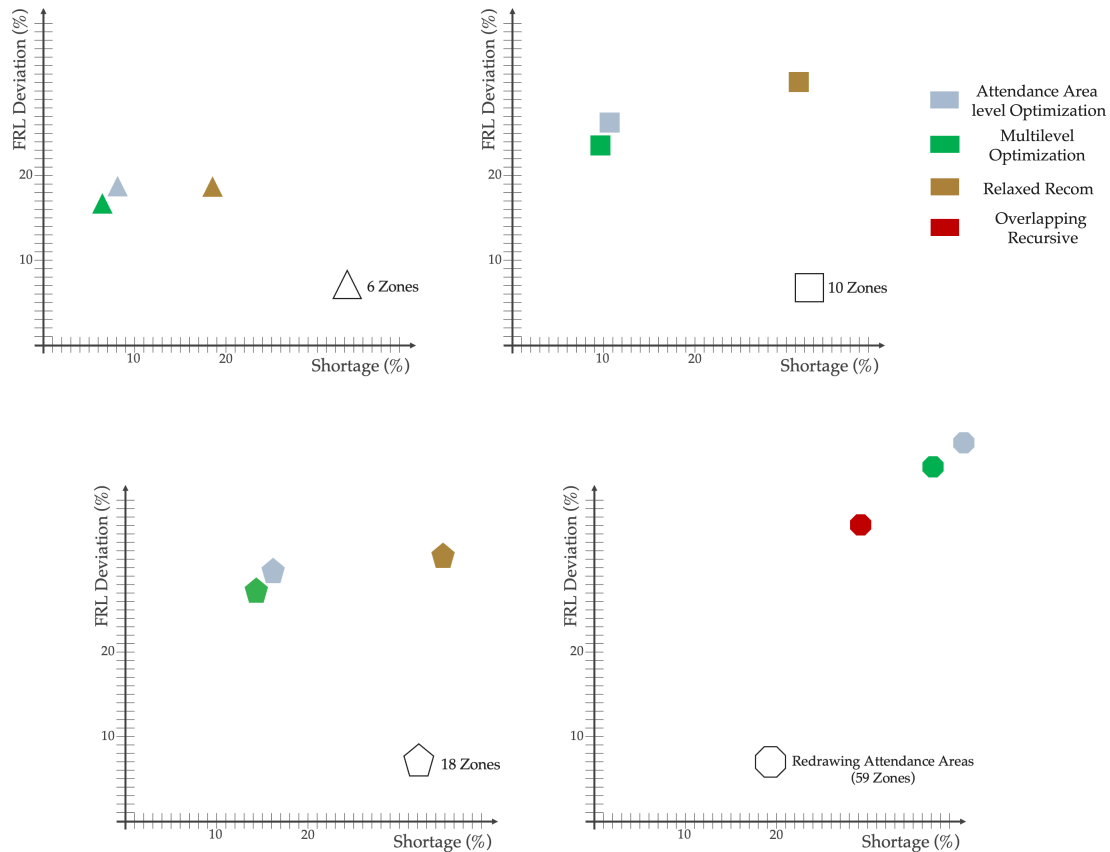 FRL Deviation (%)
20
10
10
20
Shortage (%)
6 Zones
FRL Deviation (%)
20
10
10
20
Shortage (%)
10 Zones
Attendance Area
level Optimization
Multilevel
Optimization
Relaxed Recom
Overlapping
Recursive
FRL Deviation (%)
20
10
10
20
Shortage (%)
18 Zones
FRL Deviation (%)
20
10
10
20
Shortage (%)
Redrawing Attendance Areas
(59 Zones)